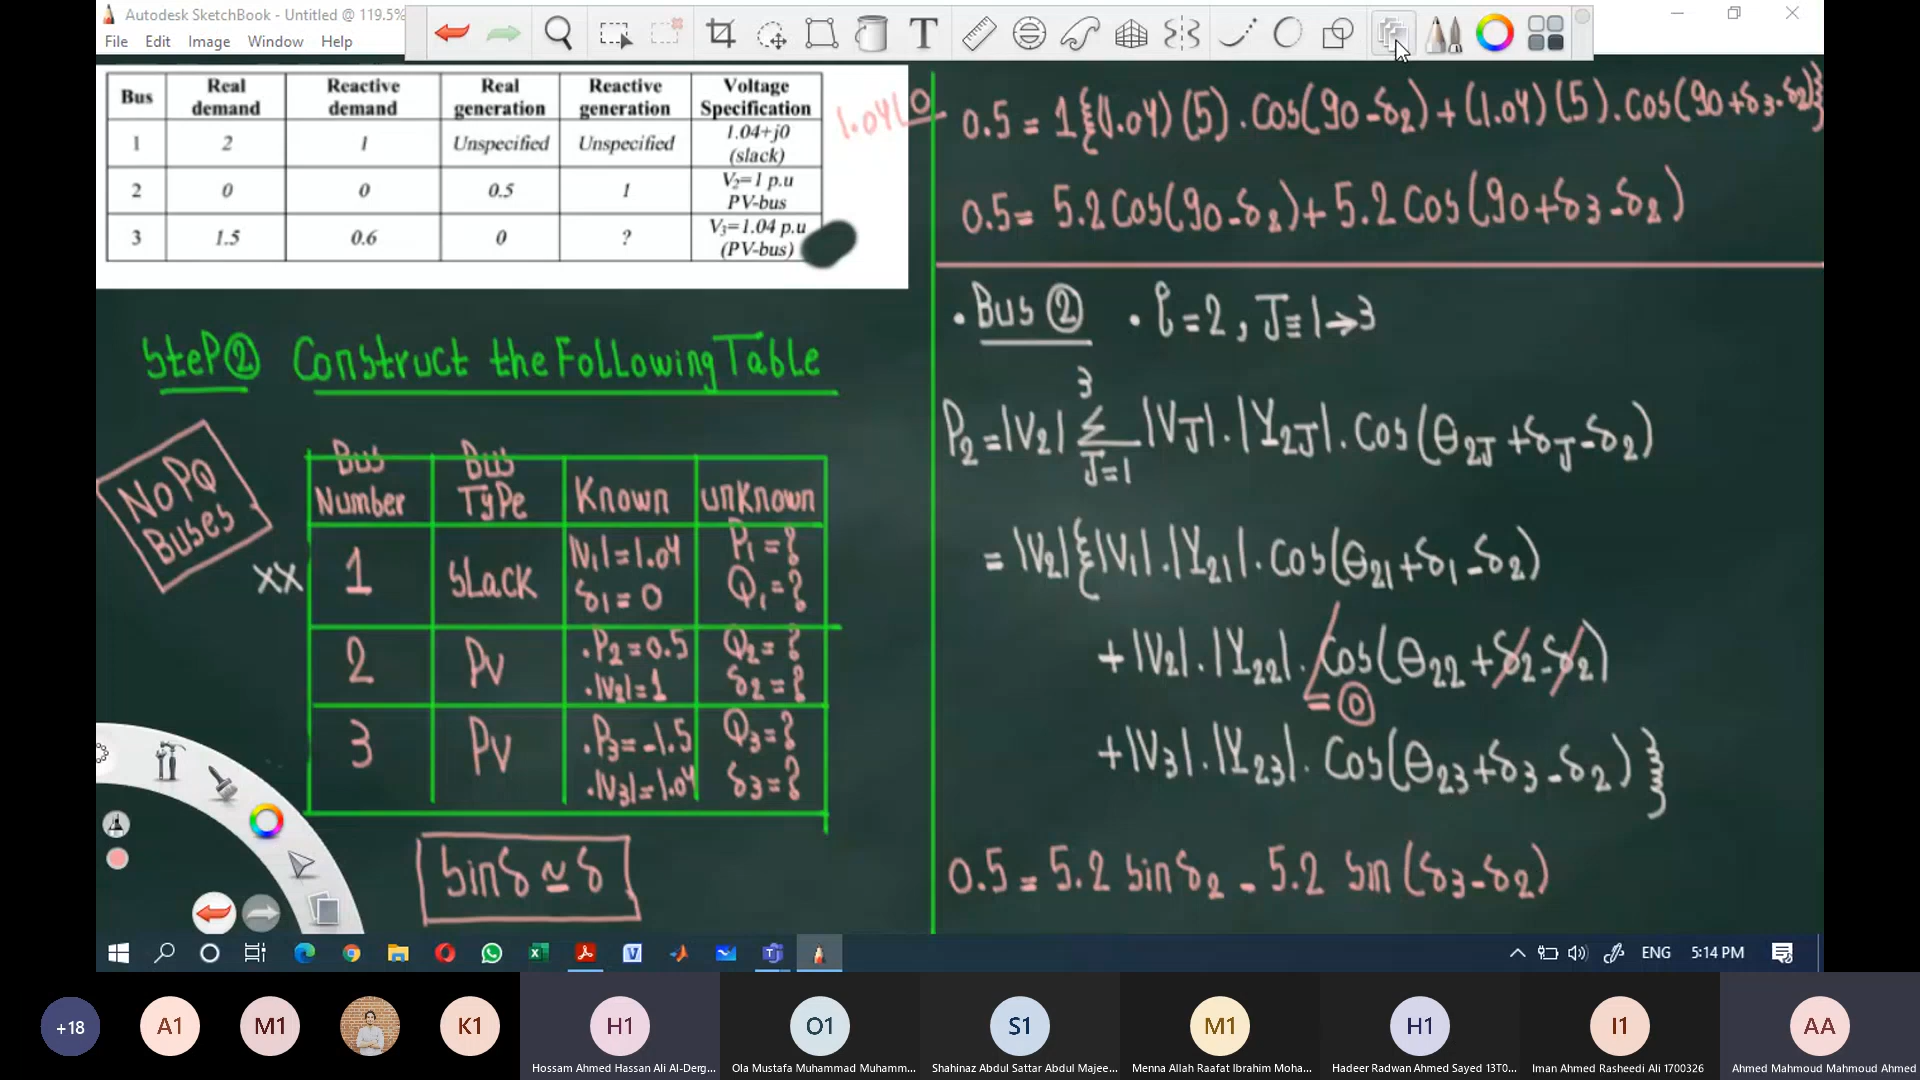 Autodesk SketchBook - Untitled @ 119.5%
File Edit Image Window Help
Bus | Real demand | Reactive demand | Real generation | Reactive generation | Voltage Specification
1 | 2 | 1 | Unspecified | Unspecified | 1.04+j0 (slack)
2 | 0 | 0 | 0.5 | 1 | V₂=1 p.u PV-bus
3 | 1.5 | 0.6 | 0 | ? | V₃=1.04 p.u (PV-bus)
1.04∠0
SteP② Construct the Following Table
No PQ
Buses
XX
Bus Number | Bus TyPe | Known | unknown
1 | SLack | |V₁|=1.04 δ₁=0 | P₁=? Q₁=?
2 | Pv | .P₂=0.5 .|V₂|=1 | Q₂=? δ₂=?
3 | Pv | .P₃=-1.5 .|V₃|=1.04 | Q₃=? δ₃=?
Sinδ ≃ δ
0.5 = 1{(1.04)(5).Cos(90-δ₂)+(1.04)(5).Cos(90+δ₃-δ₂)}
0.5 = 5.2 Cos(90-δ₂)+ 5.2 Cos(90+δ₃-δ₂)
.Bus ② . i=2, J≡1→3
P₂ = |V₂| Σ |VJ|.|Y₂J|.Cos(θ₂J+δJ-δ₂)
3
J=1
= |V₂|{|V₁|.|Y₂₁|.Cos(θ₂₁+δ₁-δ₂)
+|V₂|.|Y₂₂|.Cos(θ₂₂+δ₂-δ₂)
=0
+|V₃|.|Y₂₃|.Cos(θ₂₃+δ₃-δ₂)}
0.5 = 5.2 Sinδ₂ - 5.2 Sin(δ₃-δ₂)
ENG 5:14 PM
+18 A1 M1 K1 H1 O1 S1 M1 H1 I1 AA
Hossam Ahmed Hassan Ali Al-Derg...
Ola Mustafa Muhammad Muhamm...
Shahinaz Abdul Sattar Abdul Majee...
Menna Allah Raafat Ibrahim Moha...
Hadeer Radwan Ahmed Sayed 13T0...
Iman Ahmed Rasheedi Ali 1700326
Ahmed Mahmoud Mahmoud Ahmed